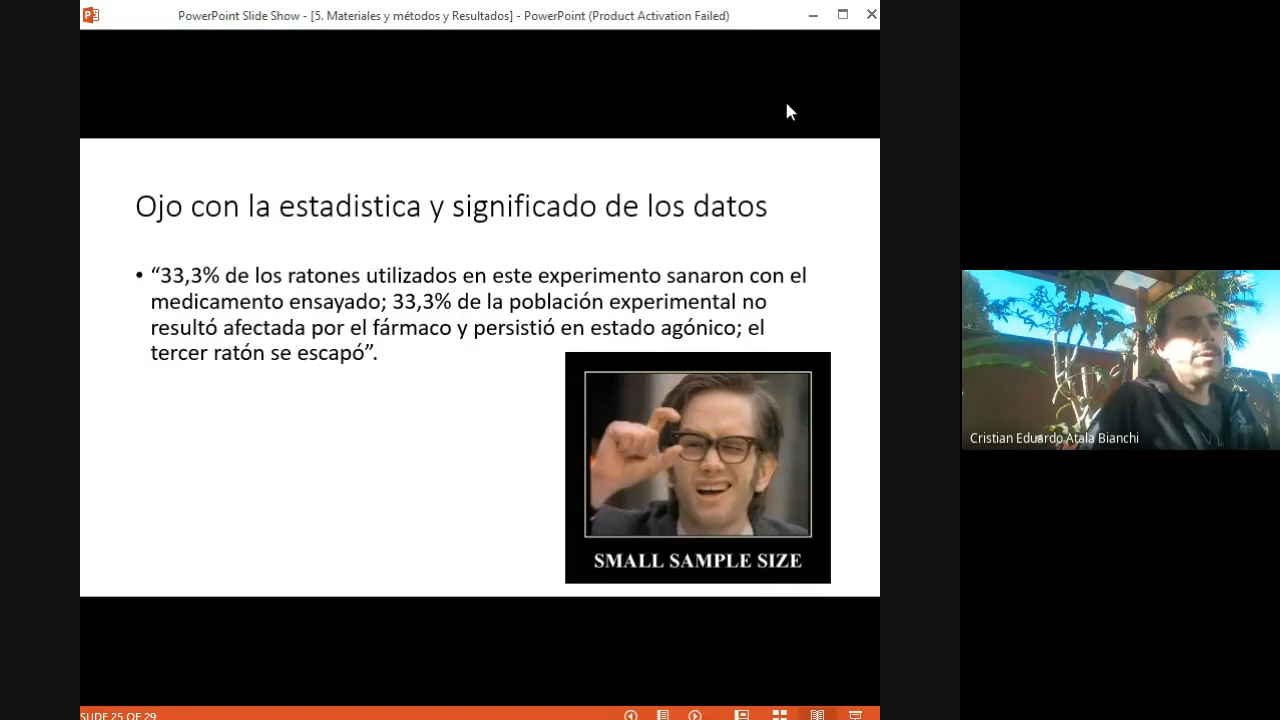 PowerPoint Slide Show - [5. Materiales y métodos y Resultados] - PowerPoint (Product Activation Failed)
Ojo con la estadistica y significado de los datos
• “33,3% de los ratones utilizados en este experimento sanaron con el
medicamento ensayado; 33,3% de la población experimental no
resultó afectada por el fármaco y persistió en estado agónico; el
tercer ratón se escapó”.
SMALL SAMPLE SIZE
Cristian Eduardo Atala Bianchi
SLIDE 25 OF 29